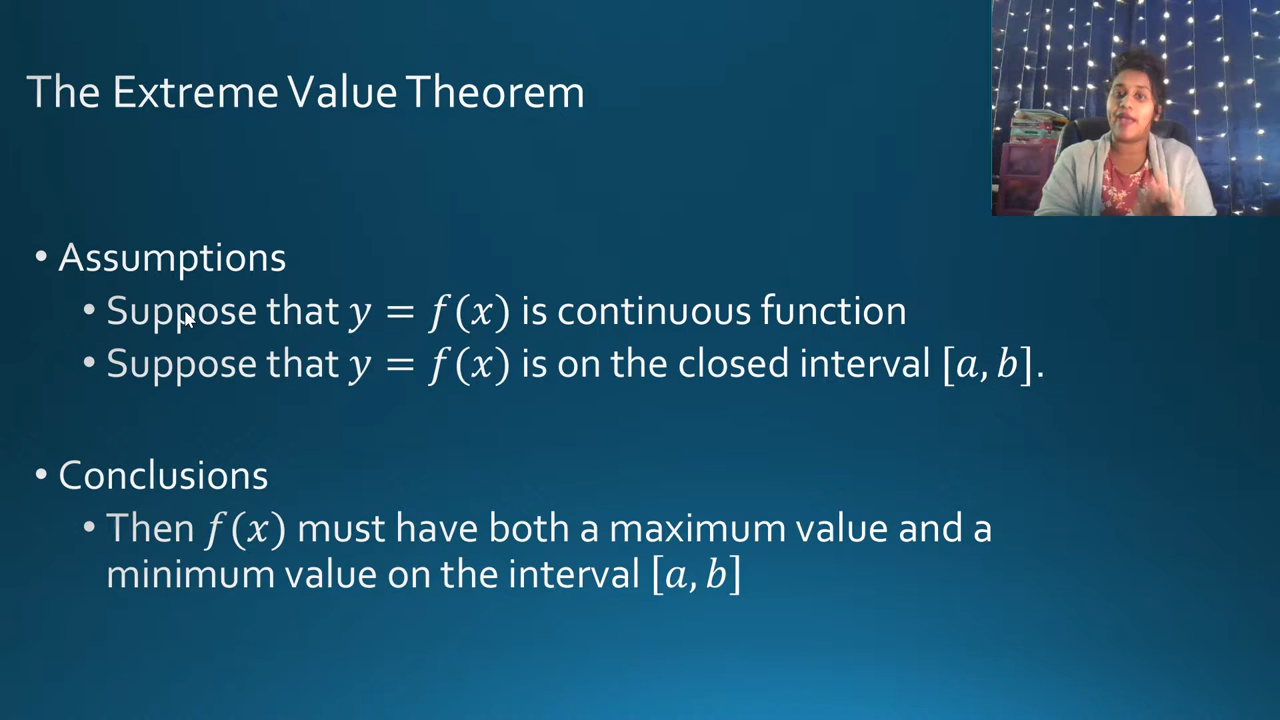 The Extreme Value Theorem
• Assumptions
• Suppose that y = f(x) is continuous function
• Suppose that y = f(x) is on the closed interval [a, b].
• Conclusions
• Then f(x) must have both a maximum value and a
minimum value on the interval [a, b]